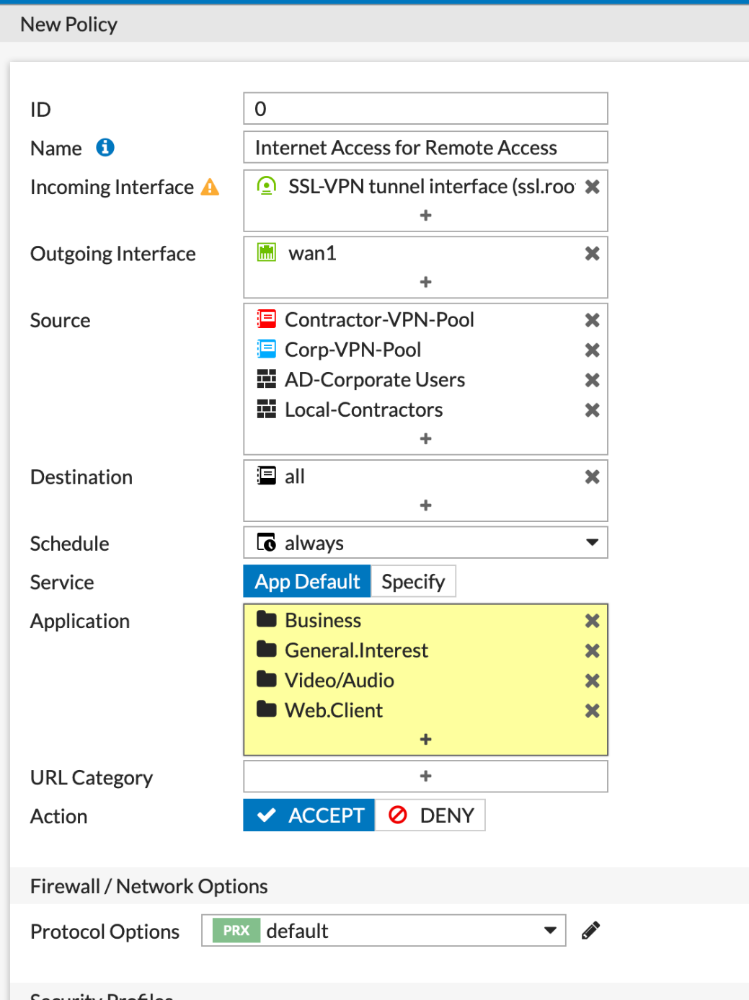 New Policy
ID
0
Name
Internet Access for Remote Access
Incoming Interface
SSL-VPN tunnel interface (ssl.roo
+
Outgoing Interface
wan1
+
Source
Contractor-VPN-Pool
Corp-VPN-Pool
AD-Corporate Users
Local-Contractors
+
Destination
all
+
Schedule
always
Service
App Default Specify
Application
Business
General.Interest
Video/Audio
Web.Client
+
URL Category
+
Action
ACCEPT DENY
Firewall / Network Options
Protocol Options
PRX default
Security Profiles